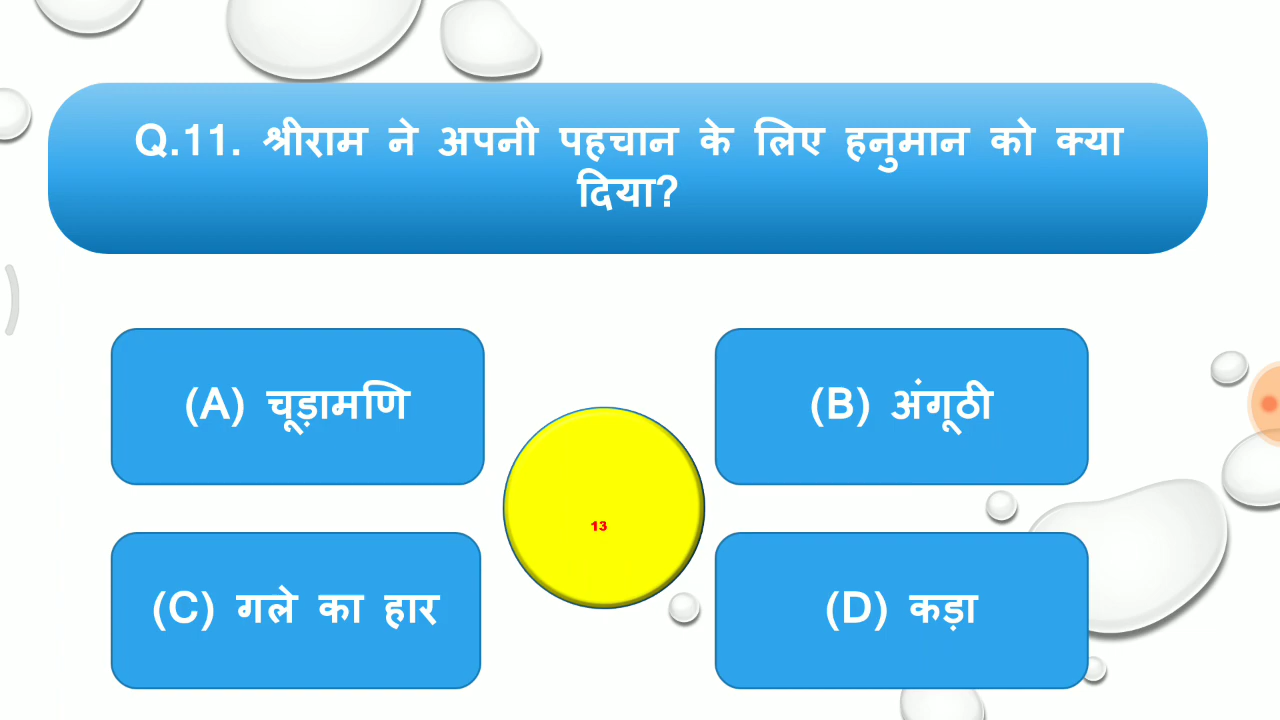 Q.11. श्रीराम ने अपनी पहचान के लिए हनुमान को क्या
दिया?
(A) चूड़ामणि
(B) अंगूठी
13
(C) गले का हार
(D) कड़ा